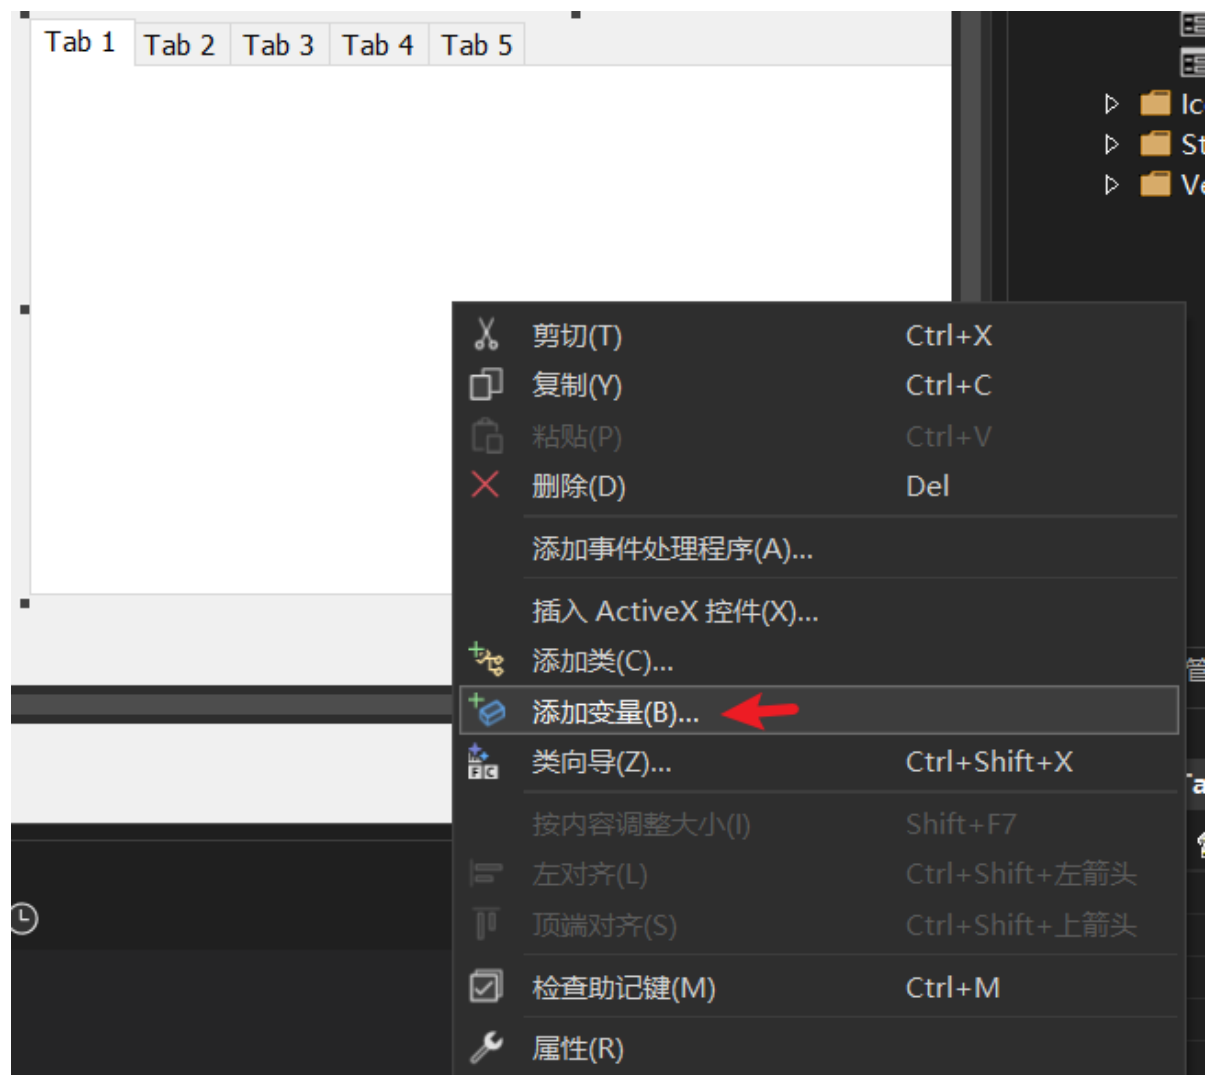 Tab 1 Tab 2 Tab 3 Tab 4 Tab 5
剪切(T) Ctrl+X
复制(Y) Ctrl+C
粘贴(P) Ctrl+V
删除(D) Del
添加事件处理程序(A)...
插入 ActiveX 控件(X)...
添加类(C)...
添加变量(B)...
类向导(Z)... Ctrl+Shift+X
按内容调整大小(I) Shift+F7
左对齐(L) Ctrl+Shift+左箭头
顶端对齐(S) Ctrl+Shift+上箭头
检查助记键(M) Ctrl+M
属性(R)